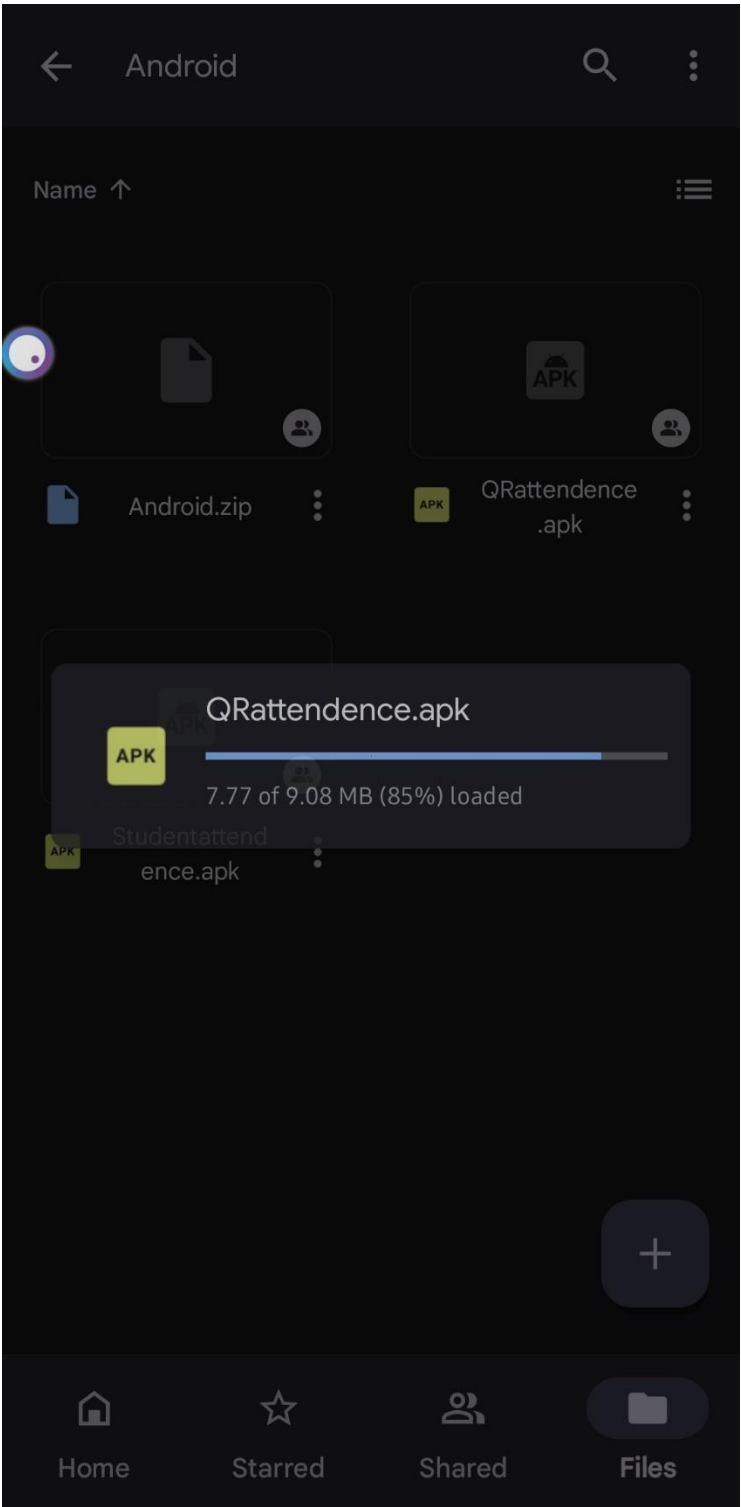 Android
Name
APK
Android.zip
APK
QRattendence
.apk
QRattendence.apk
APK
APK
7.77 of 9.08 MB (85%) loaded
APK
Studentattend
ence.apk
Home
Starred
Shared
Files